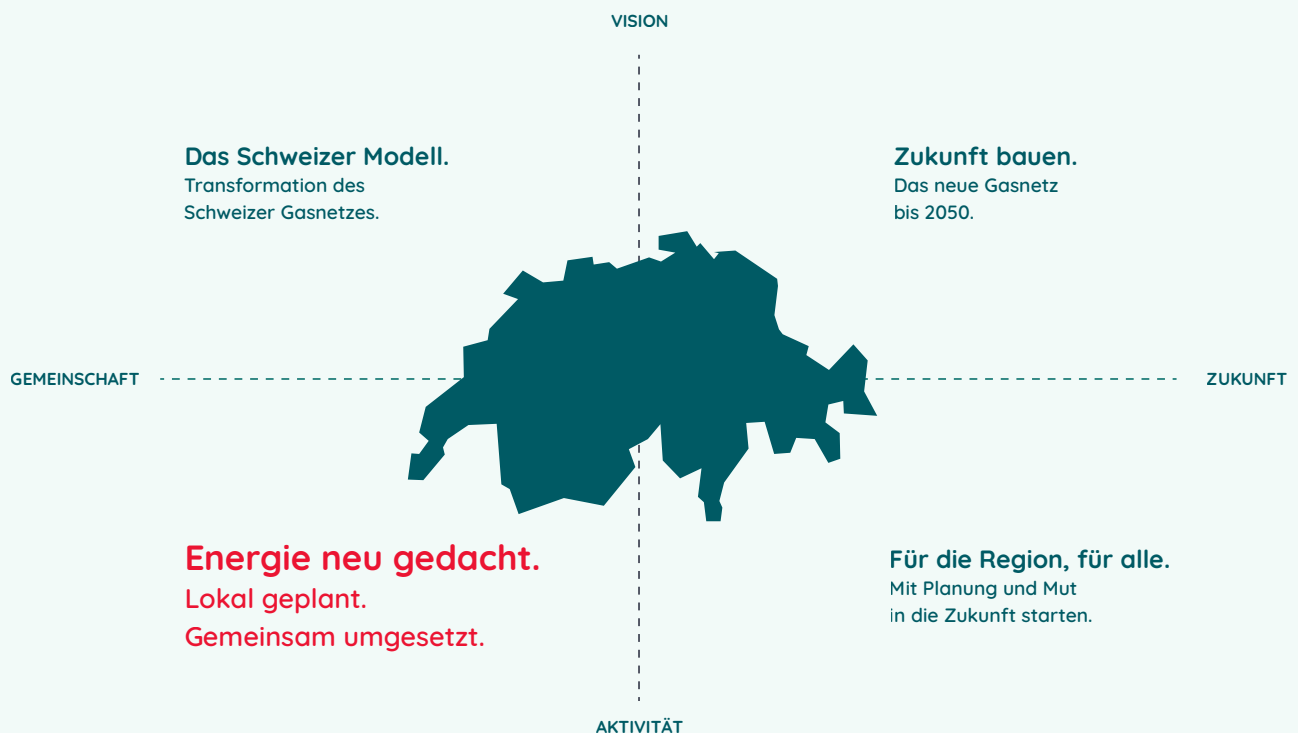 VISION
Das Schweizer Modell.
Transformation des
Schweizer Gasnetzes.
Zukunft bauen.
Das neue Gasnetz
bis 2050.
GEMEINSCHAFT
ZUKUNFT
Energie neu gedacht.
Lokal geplant.
Gemeinsam umgesetzt.
Für die Region, für alle.
Mit Planung und Mut
in die Zukunft starten.
AKTIVITÄT